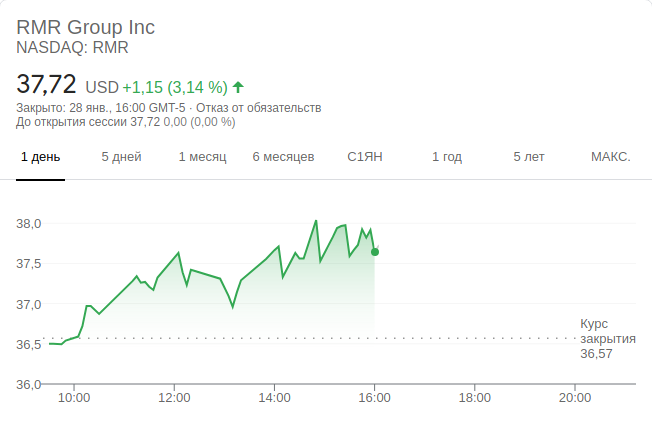 RMR Group Inc
NASDAQ: RMR
37,72 USD +1,15 (3,14 %)
Закрыто: 28 янв., 16:00 GMT-5 · Отказ от обязательств
До открытия сессии 37,72 0,00 (0,00 %)
1 день 5 дней 1 месяц 6 месяцев С1ЯН 1 год 5 лет МАКС.
38,0
37,5
37,0
36,5
36,0
Курс
закрытия
36,57
10:00 12:00 14:00 16:00 18:00 20:00